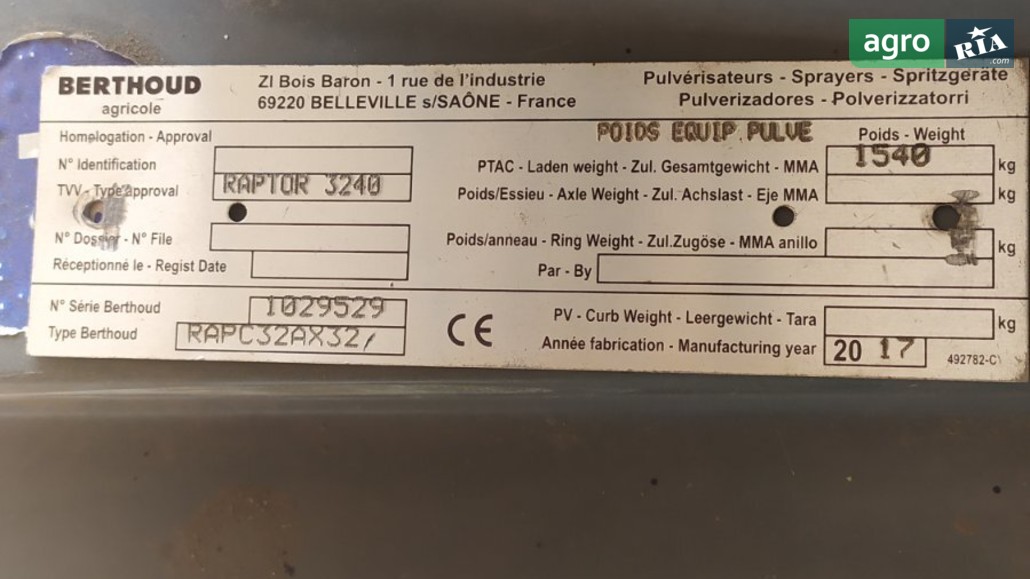 agro RIA .com
BERTHOUD
agricole
ZI Bois Baron - 1 rue de l'industrie
69220 BELLEVILLE s/SAÔNE - France
Pulvérisateurs - Sprayers - Spritzgeräte
Pulverizadores - Polverizzatorri
Homologation - Approval
POIDS EQUIP PULVE
Poids - Weight
N° Identification
PTAC - Laden weight - Zul. Gesamtgewicht - MMA 1540 kg
TVV - Type approval RAPTOR 3240
Poids/Essieu - Axle Weight - Zul. Achslast - Eje MMA kg
N° Dossier - N° File
Poids/anneau - Ring Weight - Zul.Zugöse - MMA anillo kg
Réceptionné le - Regist Date
Par - By
N° Série Berthoud 1029529
PV - Curb Weight - Leergewicht - Tara kg
Type Berthoud RAPC32AX32/
CE
Année fabrication - Manufacturing year 20 17
492782-C